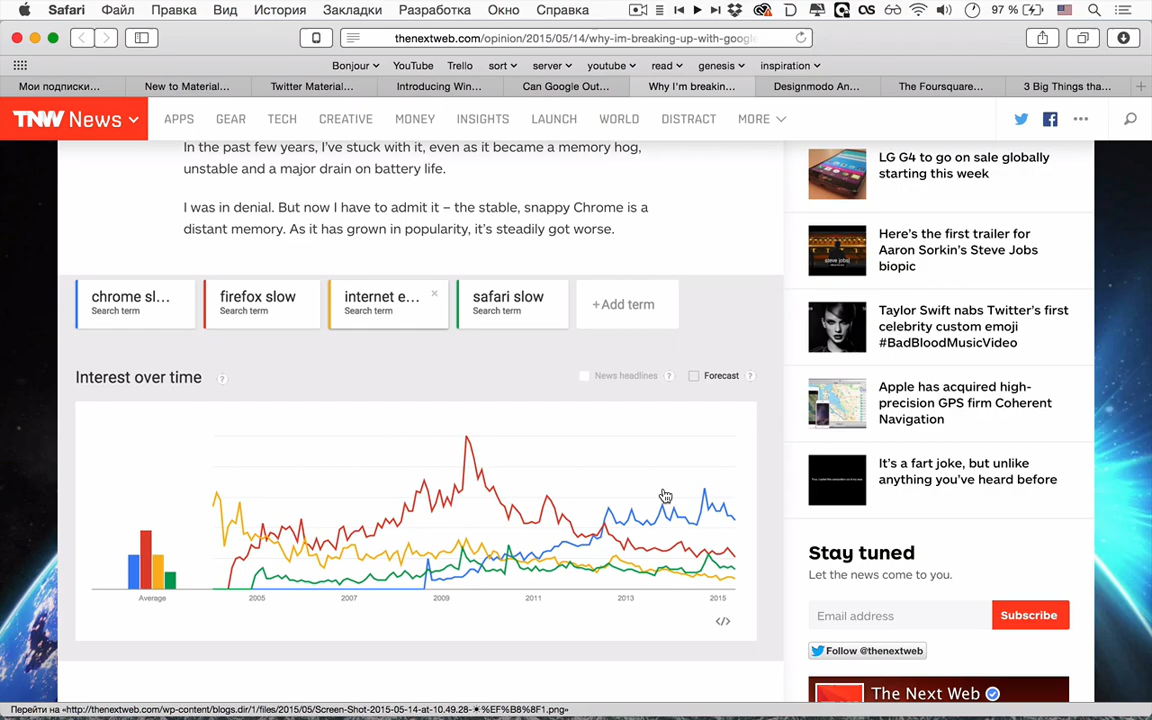 Safari Файл Правка Вид История Закладки Разработка Окно Справка 97 %
thenextweb.com/opinion/2015/05/14/why-im-breaking-up-with-google-
Bonjour YouTube Trello sort server youtube read genesis inspiration
Мои подписки... New to Material... Twitter Material... Introducing Win... Can Google Out... Why I'm breakin... Designmodo An... The Foursquare... 3 Big Things tha...
TNW News APPS GEAR TECH CREATIVE MONEY INSIGHTS LAUNCH WORLD DISTRACT MORE
In the past few years, I've stuck with it, even as it became a memory hog,
unstable and a major drain on battery life.
I was in denial. But now I have to admit it – the stable, snappy Chrome is a
distant memory. As it has grown in popularity, it's steadily got worse.
chrome sl... firefox slow internet e... safari slow +Add term
Search term Search term Search term Search term
Interest over time ? News headlines ? Forecast ?
Average 2005 2007 2009 2011 2013 2015
</>
LG G4 to go on sale globally
starting this week
Here's the first trailer for
Aaron Sorkin's Steve Jobs
biopic
steve jobs
Taylor Swift nabs Twitter's first
celebrity custom emoji
#BadBloodMusicVideo
Apple has acquired high-
precision GPS firm Coherent
Navigation
It's a fart joke, but unlike
anything you've heard before
Stay tuned
Let the news come to you.
Email address Subscribe
Follow @thenextweb
The Next Web
Перейти на «http://thenextweb.com/wp-content/blogs.dir/1/files/2015/05/Screen-Shot-2015-05-14-at-10.49.28-☀%EF%B8%8F1.png»